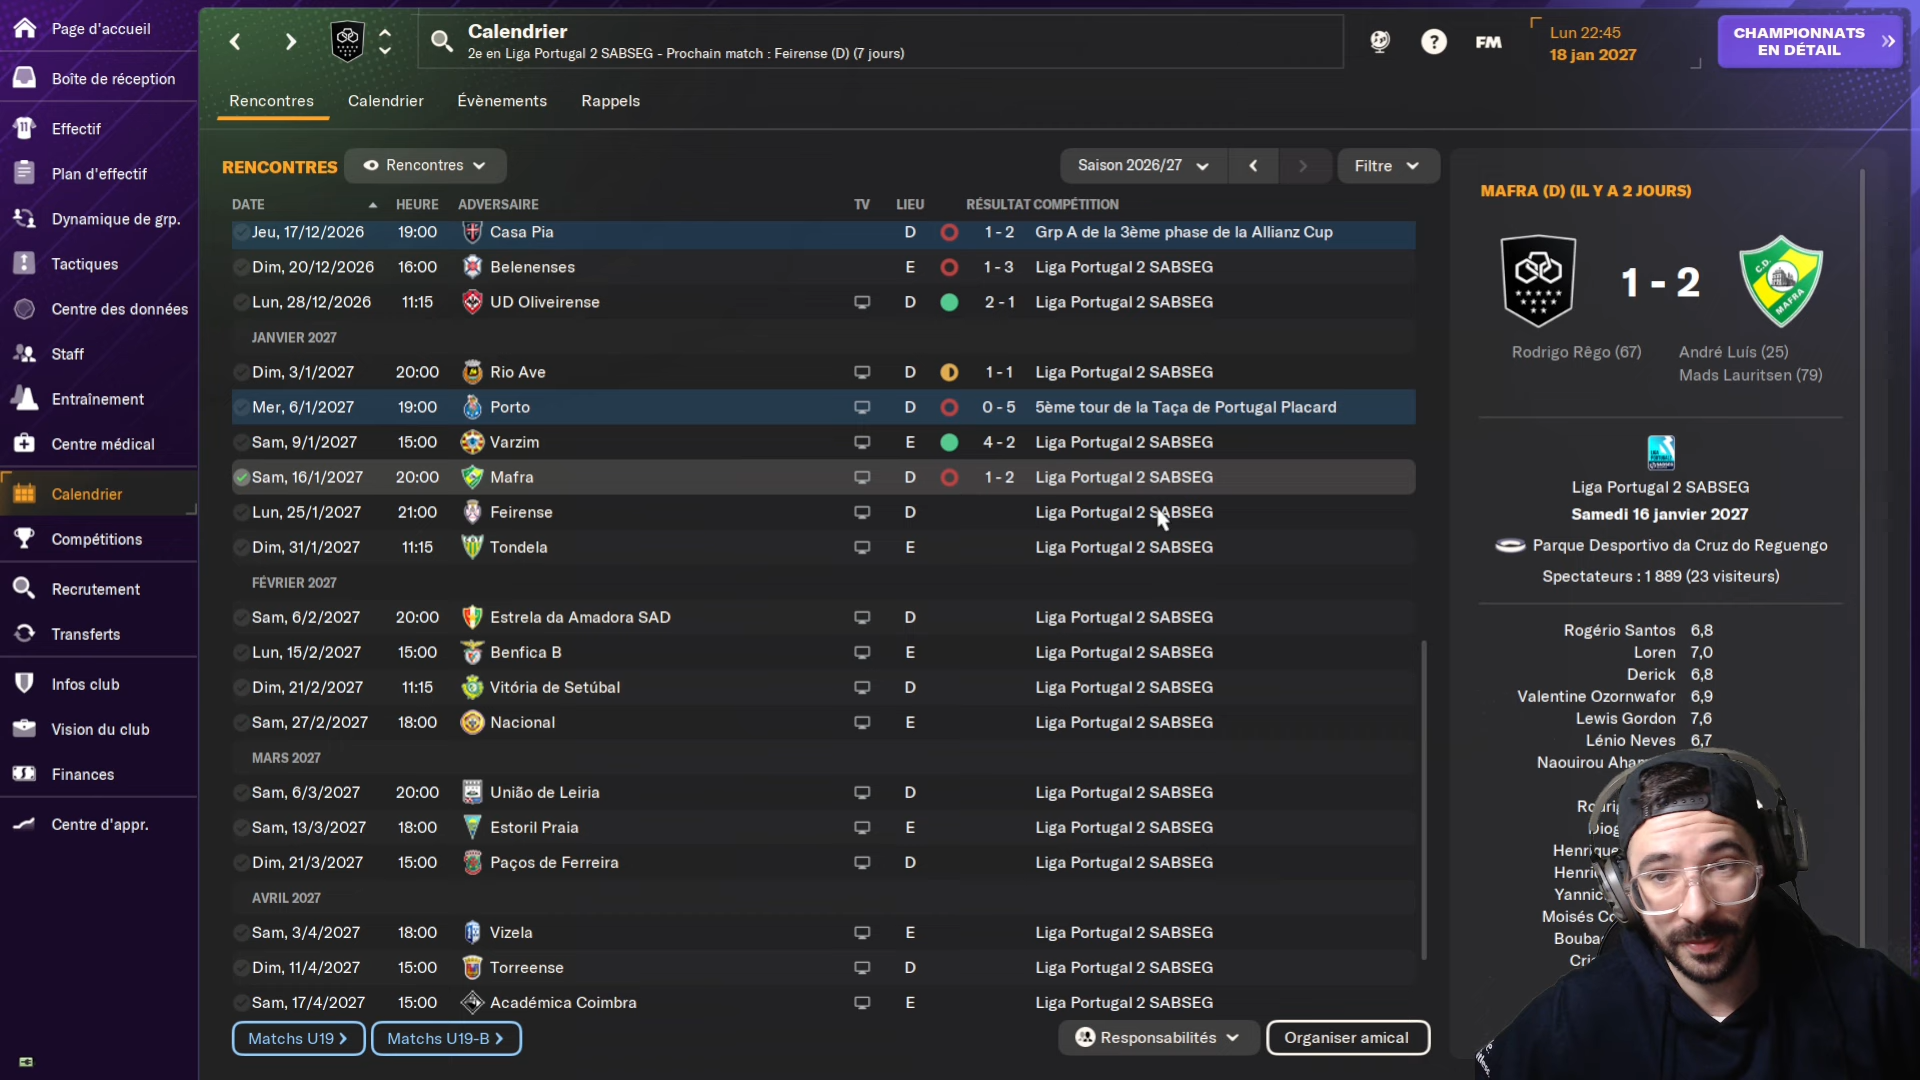 Page d'accueil
Boîte de réception
Effectif
Plan d'effectif
Dynamique de grp.
Tactiques
Centre des données
Staff
Entraînement
Centre médical
Calendrier
Compétitions
Recrutement
Transferts
Infos club
Vision du club
Finances
Centre d'appr.
Calendrier
2e en Liga Portugal 2 SABSEG - Prochain match : Feirense (D) (7 jours)
?
FM
Lun 22:45
18 jan 2027
CHAMPIONNATS
EN DÉTAIL
Rencontres Calendrier Évènements Rappels
RENCONTRES Rencontres Saison 2026/27 Filtre
DATE HEURE ADVERSAIRE TV LIEU RÉSULTAT COMPÉTITION
Jeu, 17/12/2026 19:00 Casa Pia D 1 - 2 Grp A de la 3ème phase de la Allianz Cup
Dim, 20/12/2026 16:00 Belenenses E 1 - 3 Liga Portugal 2 SABSEG
Lun, 28/12/2026 11:15 UD Oliveirense D 2 - 1 Liga Portugal 2 SABSEG
JANVIER 2027
Dim, 3/1/2027 20:00 Rio Ave D 1 - 1 Liga Portugal 2 SABSEG
Mer, 6/1/2027 19:00 Porto D 0 - 5 5ème tour de la Taça de Portugal Placard
Sam, 9/1/2027 15:00 Varzim E 4 - 2 Liga Portugal 2 SABSEG
Sam, 16/1/2027 20:00 Mafra D 1 - 2 Liga Portugal 2 SABSEG
Lun, 25/1/2027 21:00 Feirense D Liga Portugal 2 SABSEG
Dim, 31/1/2027 11:15 Tondela E Liga Portugal 2 SABSEG
FÉVRIER 2027
Sam, 6/2/2027 20:00 Estrela da Amadora SAD D Liga Portugal 2 SABSEG
Lun, 15/2/2027 15:00 Benfica B E Liga Portugal 2 SABSEG
Dim, 21/2/2027 11:15 Vitória de Setúbal D Liga Portugal 2 SABSEG
Sam, 27/2/2027 18:00 Nacional E Liga Portugal 2 SABSEG
MARS 2027
Sam, 6/3/2027 20:00 União de Leiria D Liga Portugal 2 SABSEG
Sam, 13/3/2027 18:00 Estoril Praia E Liga Portugal 2 SABSEG
Dim, 21/3/2027 15:00 Paços de Ferreira D Liga Portugal 2 SABSEG
AVRIL 2027
Sam, 3/4/2027 18:00 Vizela E Liga Portugal 2 SABSEG
Dim, 11/4/2027 15:00 Torreense D Liga Portugal 2 SABSEG
Sam, 17/4/2027 15:00 Académica Coimbra E Liga Portugal 2 SABSEG
Matchs U19 Matchs U19-B Responsabilités Organiser amical
MAFRA (D) (IL Y A 2 JOURS)
C.D. MAFRA
1 - 2
Rodrigo Rêgo (67) André Luís (25)
Mads Lauritsen (79)
Liga Portugal 2 SABSEG
Samedi 16 janvier 2027
Parque Desportivo da Cruz do Reguengo
Spectateurs : 1 889 (23 visiteurs)
Rogério Santos 6,8
Loren 7,0
Derick 6,8
Valentine Ozornwafor 6,9
Lewis Gordon 7,6
Lénio Neves 6,7
Naouirou
Henrique
Moisés